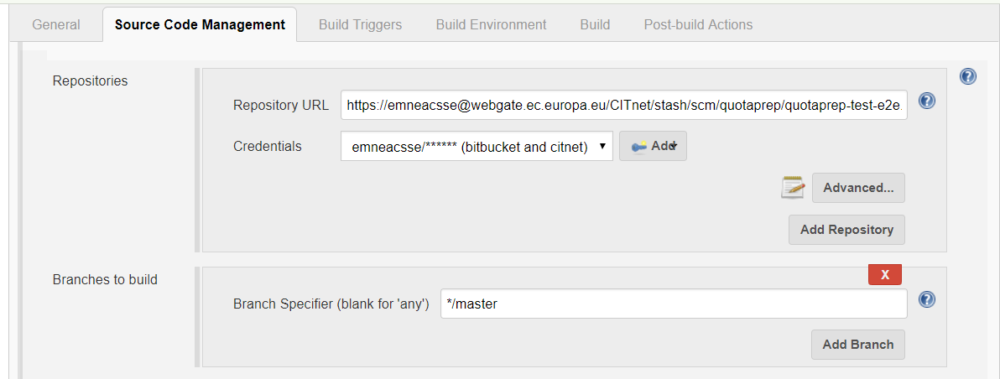 General Source Code Management Build Triggers Build Environment Build Post-build Actions
Repositories
Repository URL https://emneacsse@webgate.ec.europa.eu/CITnet/stash/scm/quotaprep/quotaprep-test-e2e.
Credentials emneacsse/****** (bitbucket and citnet) Add
Advanced...
Add Repository
Branches to build
X
Branch Specifier (blank for 'any') */master
Add Branch